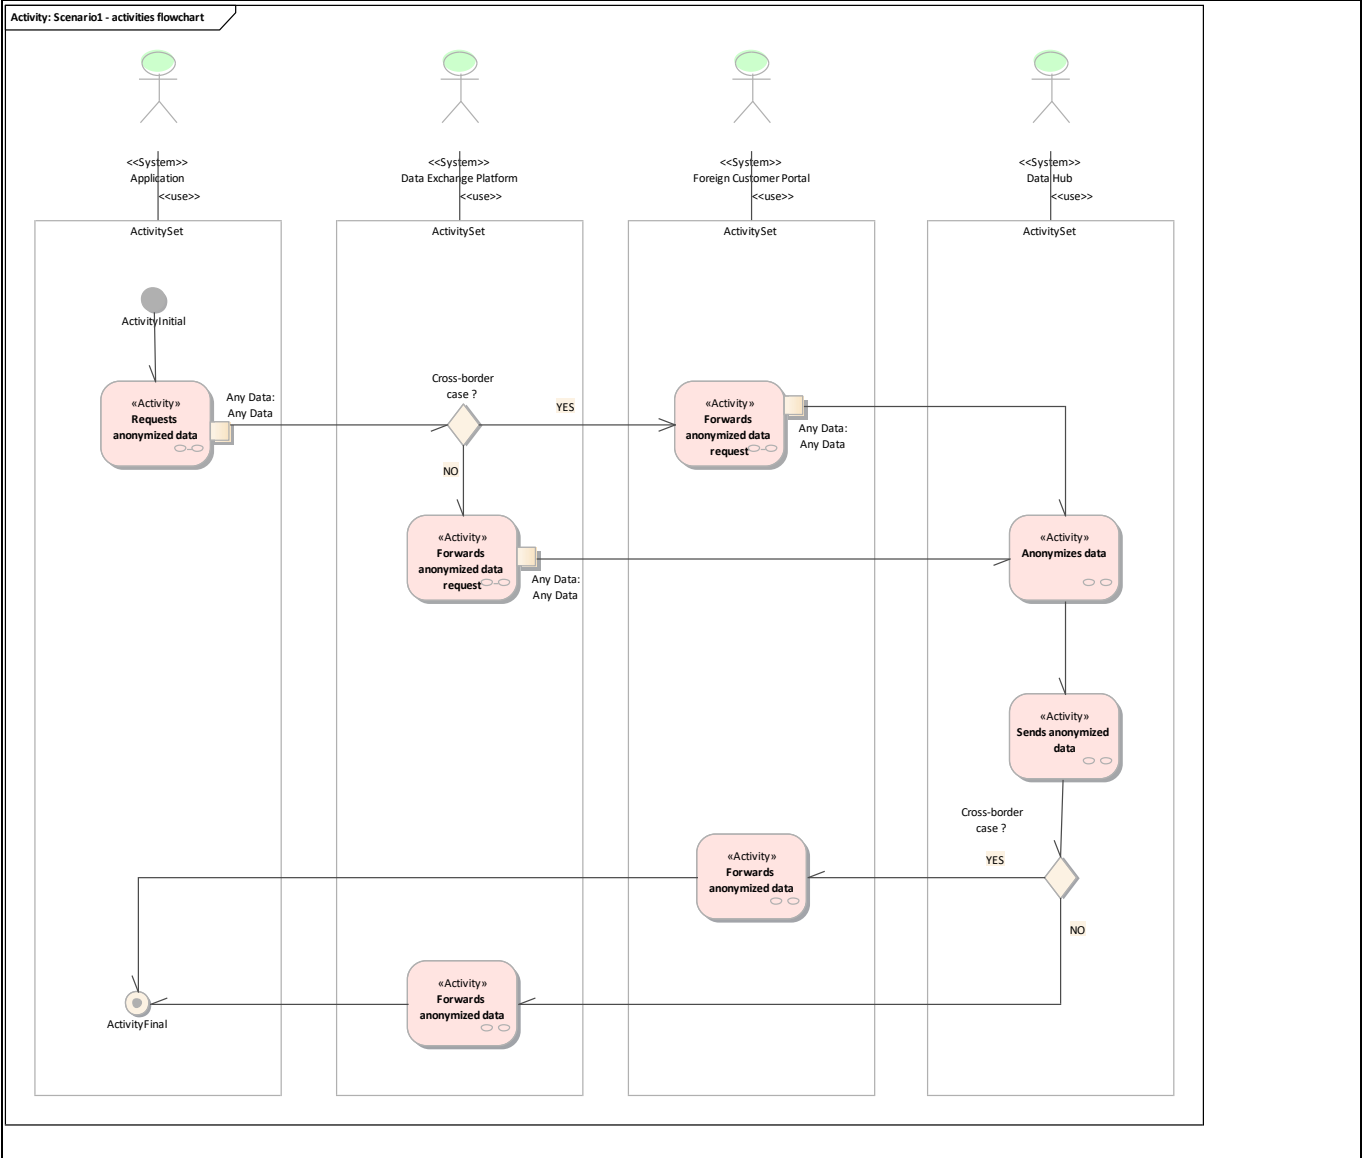 Activity: Scenario1 - activities flowchart
<<System>>
Application
<<use>>
<<System>>
Data Exchange Platform
<<use>>
<<System>>
Foreign Customer Portal
<<use>>
<<System>>
Data Hub
<<use>>
ActivitySet
ActivitySet
ActivitySet
ActivitySet
ActivityInitial
«Activity»
Requests
anonymized data
Any Data:
Any Data
Cross-border
case ?
YES
NO
«Activity»
Forwards
anonymized data
request
Any Data:
Any Data
«Activity»
Forwards
anonymized data
request
Any Data:
Any Data
«Activity»
Anonymizes data
«Activity»
Sends anonymized
data
Cross-border
case ?
YES
NO
«Activity»
Forwards
anonymized data
«Activity»
Forwards
anonymized data
ActivityFinal